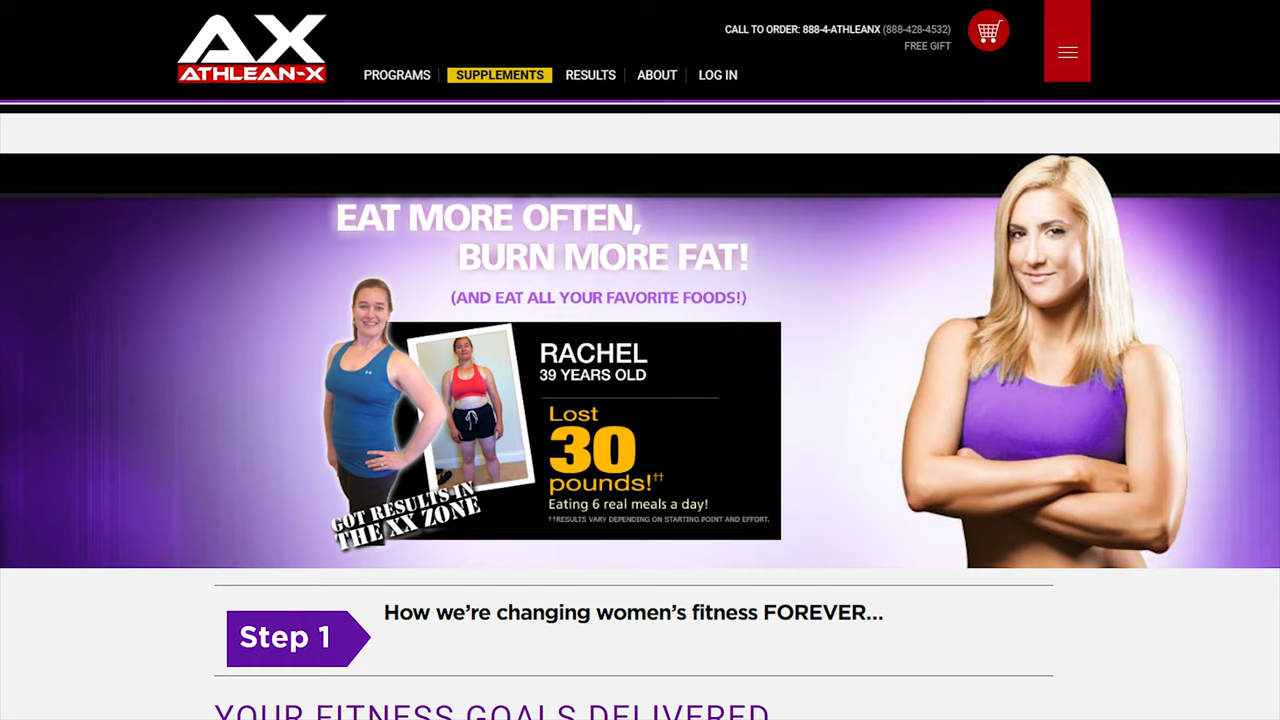 AX
ATHLEAN-X
CALL TO ORDER: 888-4-ATHLEANX (888-428-4532)
FREE GIFT
PROGRAMS
SUPPLEMENTS
RESULTS
ABOUT
LOG IN
EAT MORE OFTEN,
BURN MORE FAT!
(AND EAT ALL YOUR FAVORITE FOODS!)
RACHEL
39 YEARS OLD
Lost
30
pounds!††
Eating 6 real meals a day!
††RESULTS VARY DEPENDING ON STARTING POINT AND EFFORT.
GOT RESULTS IN
THE XX ZONE
Step 1
How we're changing women's fitness FOREVER...
YOUR FITNESS GOALS DELIVERED